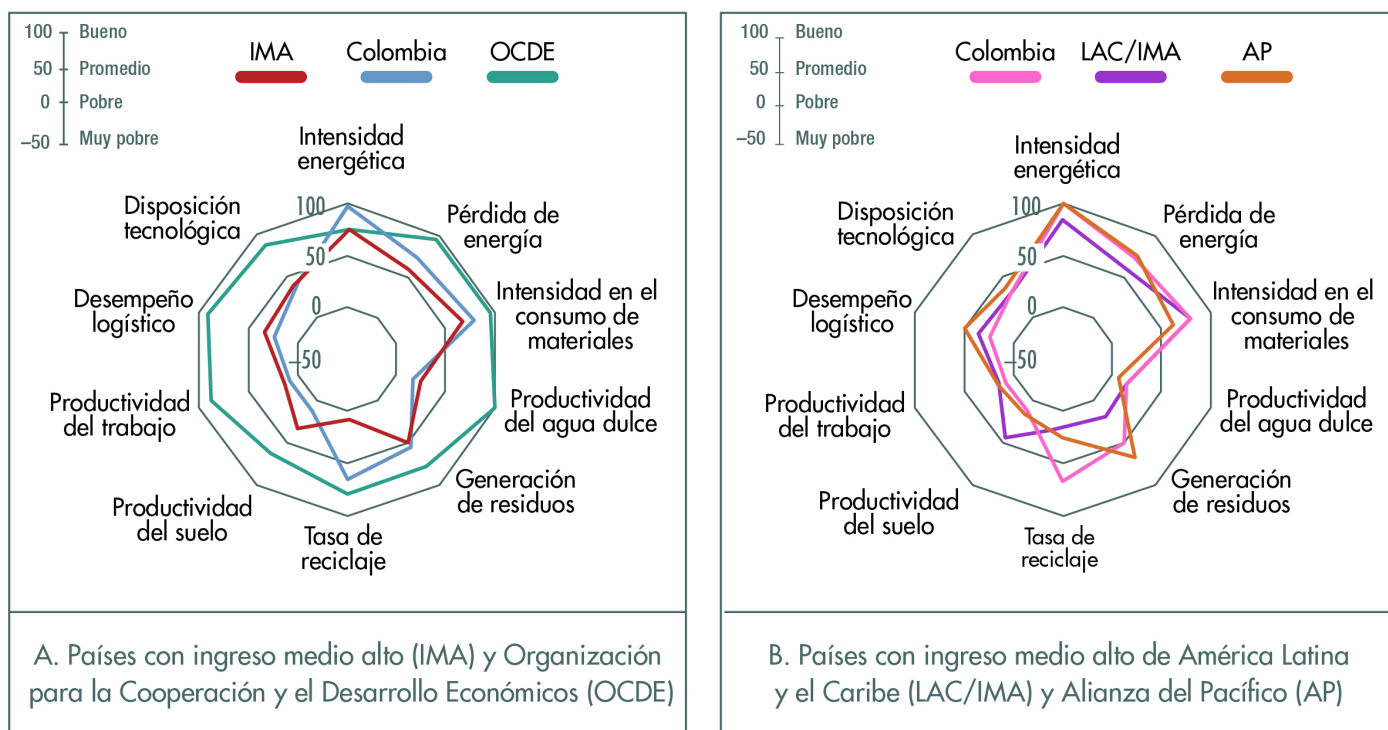 100 Bueno
50 Promedio
0 Pobre
–50 Muy pobre
IMA Colombia OCDE
Intensidad
energética
Pérdida de
energía
Intensidad en el
consumo de
materiales
Productividad
del agua dulce
Generación
de residuos
Tasa de
reciclaje
Productividad
del suelo
Productividad
del trabajo
Desempeño
logístico
Disposición
tecnológica
100
50
0
–50
A. Países con ingreso medio alto (IMA) y Organización
para la Cooperación y el Desarrollo Económicos (OCDE)
100 Bueno
50 Promedio
0 Pobre
–50 Muy pobre
Colombia LAC/IMA AP
Intensidad
energética
Pérdida de
energía
Intensidad en el
consumo de
materiales
Productividad
del agua dulce
Generación
de residuos
Tasa de
reciclaje
Productividad
del suelo
Productividad
del trabajo
Desempeño
logístico
Disposición
tecnológica
100
50
0
–50
B. Países con ingreso medio alto de América Latina
y el Caribe (LAC/IMA) y Alianza del Pacífico (AP)